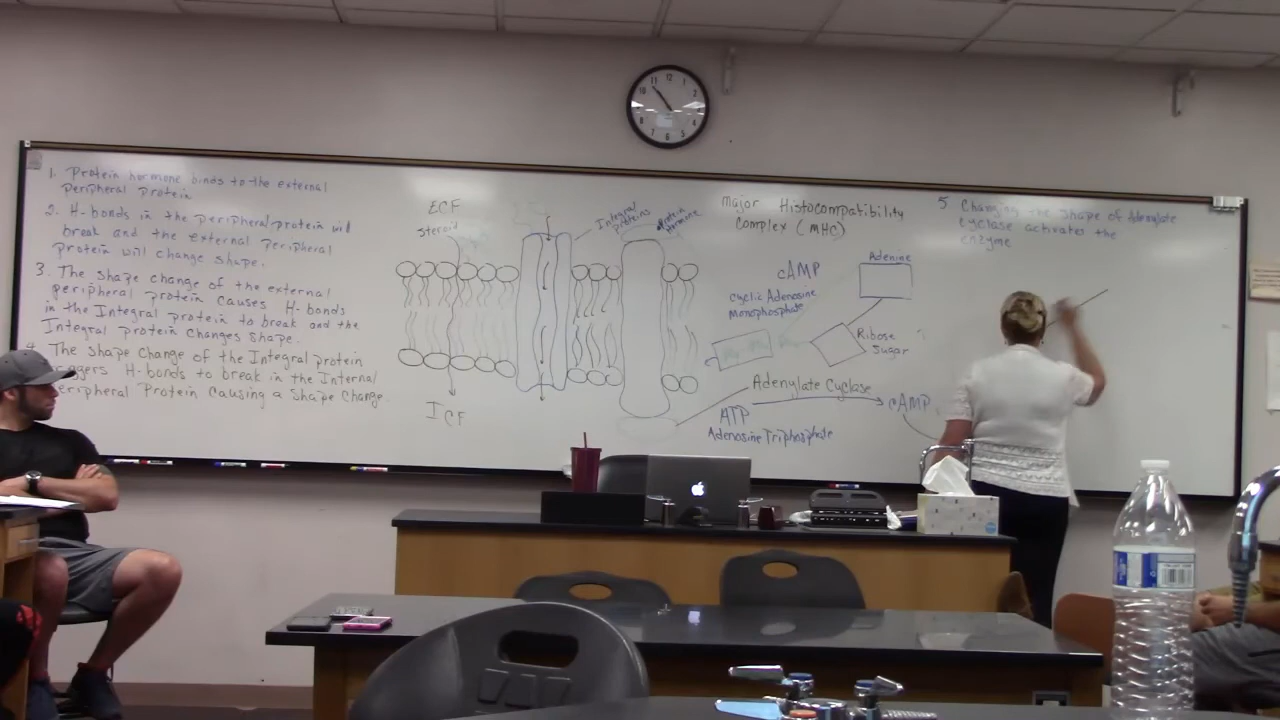 1. Protein hormone binds to the external
peripheral protein
2. H-bonds in the peripheral protein will
break and the external peripheral
protein will change shape.
3. The shape change of the external
peripheral protein causes H-bonds
in the Integral protein to break and the
Integral protein changes shape.
The shape change of the Integral protein
triggers H-bonds to break in the Internal
peripheral Protein Causing a Shape Change.
ECF
steroid
ICF
Integral
proteins
Protein
hormone
Major Histocompatibility
Complex (MHC)
cAMP
cyclic Adenosine
monophosphate
Adenine
Ribose
Sugar
Adenylate Cyclase
ATP
cAMP
Adenosine Triphosphate
5 Changing the shape of Adenylate
cyclase activates the
enzyme
11 12 1